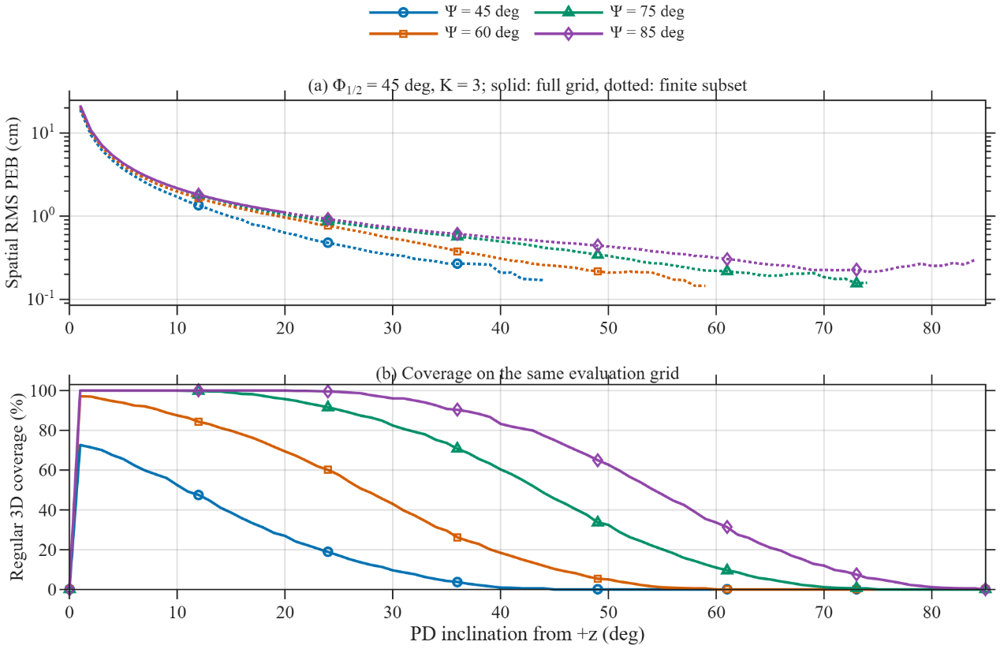 Ψ = 45 deg
Ψ = 75 deg
Ψ = 60 deg
Ψ = 85 deg
(a) Φ1/2 = 45 deg, K = 3; solid: full grid, dotted: finite subset
Spatial RMS PEB (cm)
10^1
10^0
10^-1
0 10 20 30 40 50 60 70 80
(b) Coverage on the same evaluation grid
Regular 3D coverage (%)
100
80
60
40
20
0
0 10 20 30 40 50 60 70 80
PD inclination from +z (deg)